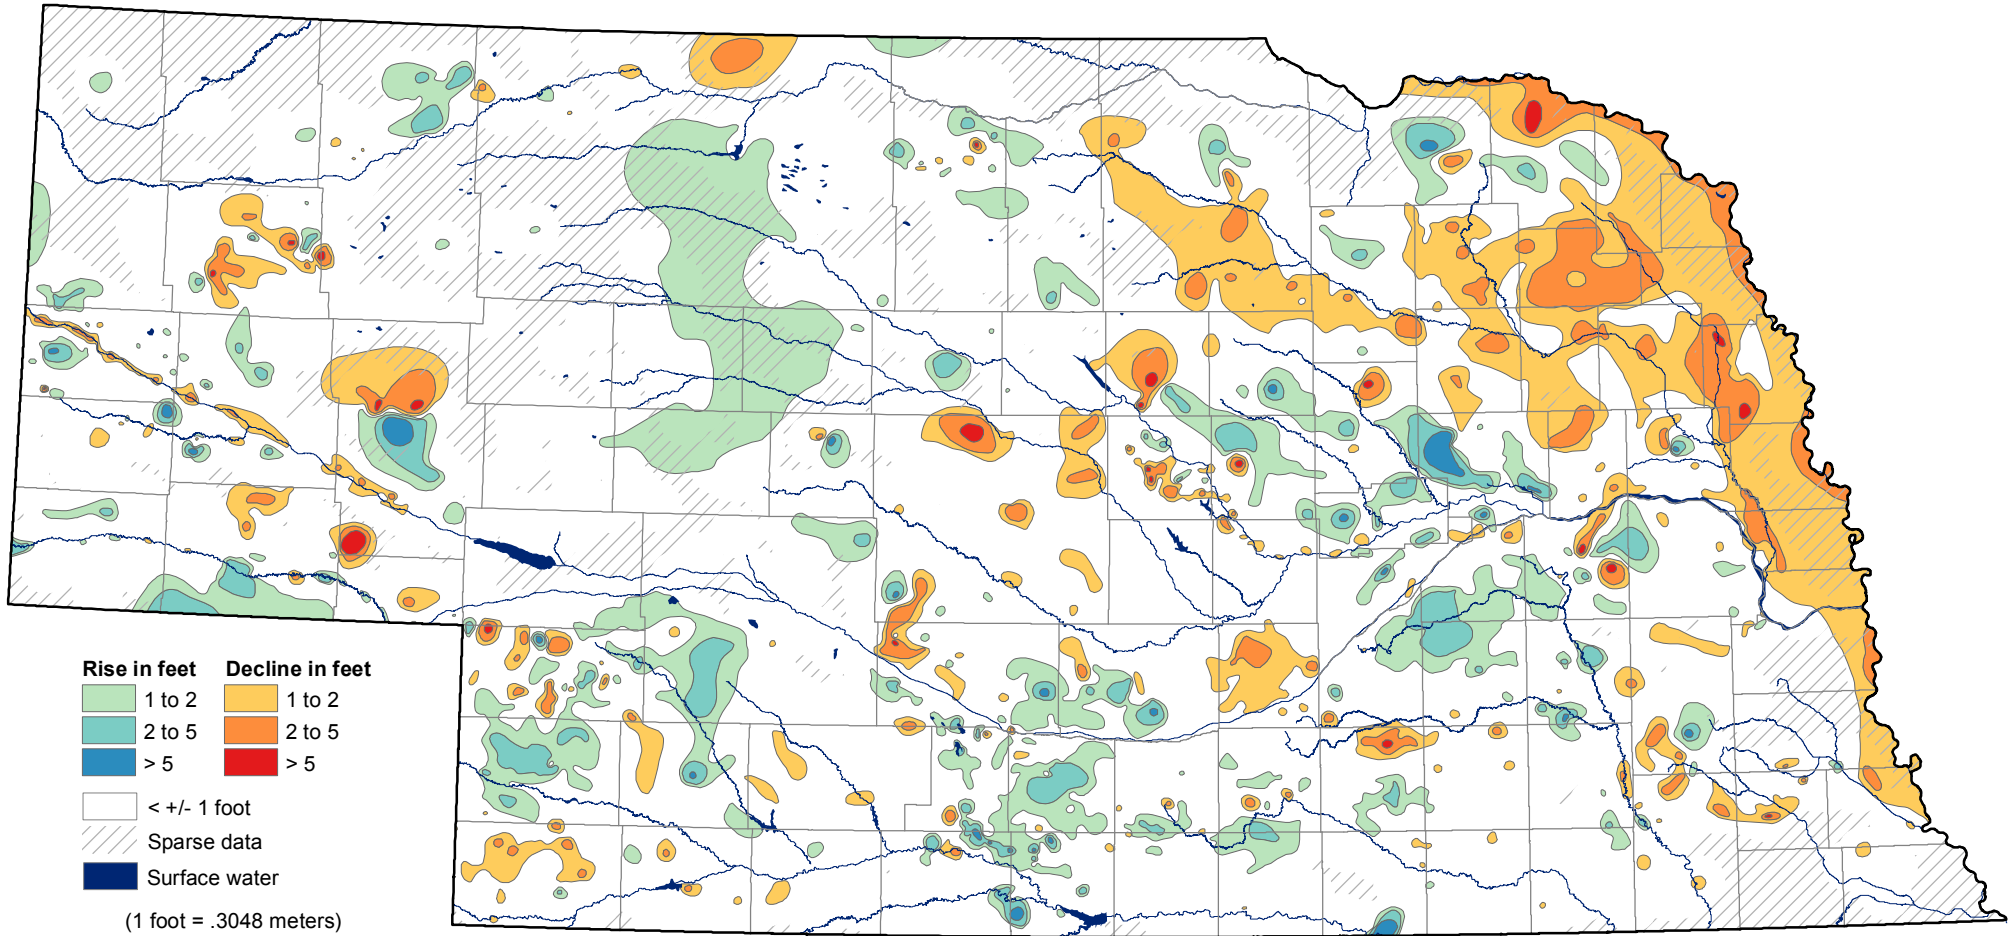 Rise in feet Decline in feet
1 to 2 1 to 2
2 to 5 2 to 5
> 5 > 5
< +/- 1 foot
Sparse data
Surface water
(1 foot = .3048 meters)